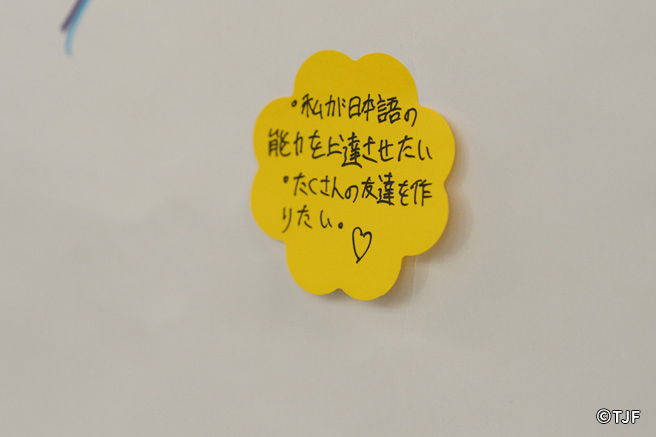 ・私が日本語の
能力を上達させたい
・たくさんの友達を作
りたい。
©TJF